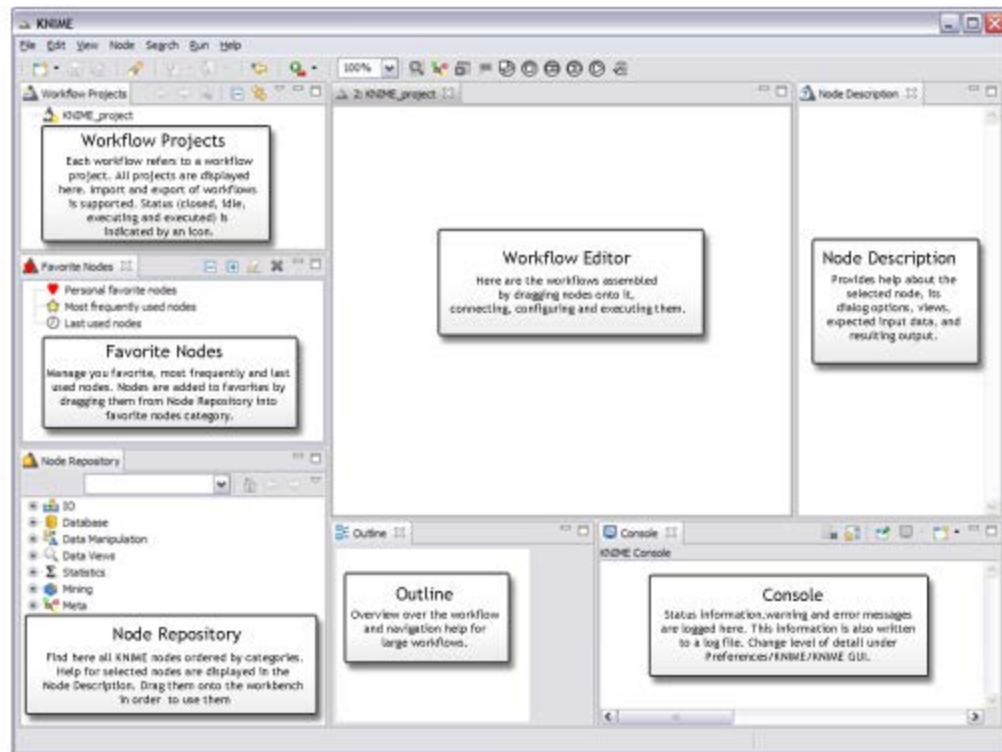 KNIME
File Edit View Node Search Run Help
100%
Workflow Projects
KNIME_project
Workflow Projects
Each workflow refers to a workflow
project. All projects are displayed
here. Import and export of workflows
is supported. Status (closed, idle,
executing and executed) is
indicated by an icon.
Favorite Nodes
Personal favorite nodes
Most frequently used nodes
Last used nodes
Favorite Nodes
Manage you favorite, most frequently and last
used nodes. Nodes are added to favorites by
dragging them from Node Repository into
favorite nodes category.
Node Repository
IO
Database
Data Manipulation
Data Views
Statistics
Mining
Meta
Node Repository
Find here all KNIME nodes ordered by categories.
Help for selected nodes are displayed in the
Node Description. Drag them onto the workbench
in order to use them
2: KNIME_project
Workflow Editor
Here are the workflows assembled
by dragging nodes onto it,
connecting, configuring and executing them.
Node Description
Node Description
Provides help about the
selected node, its
dialog options, views,
expected input data, and
resulting output.
Outline
Outline
Overview over the workflow
and navigation help for
large workflows.
Console
KNIME Console
Console
Status information,warning and error messages
are logged here. This information is also written
to a log file. Change level of detail under
Preferences/KNIME/KNIME GUI.